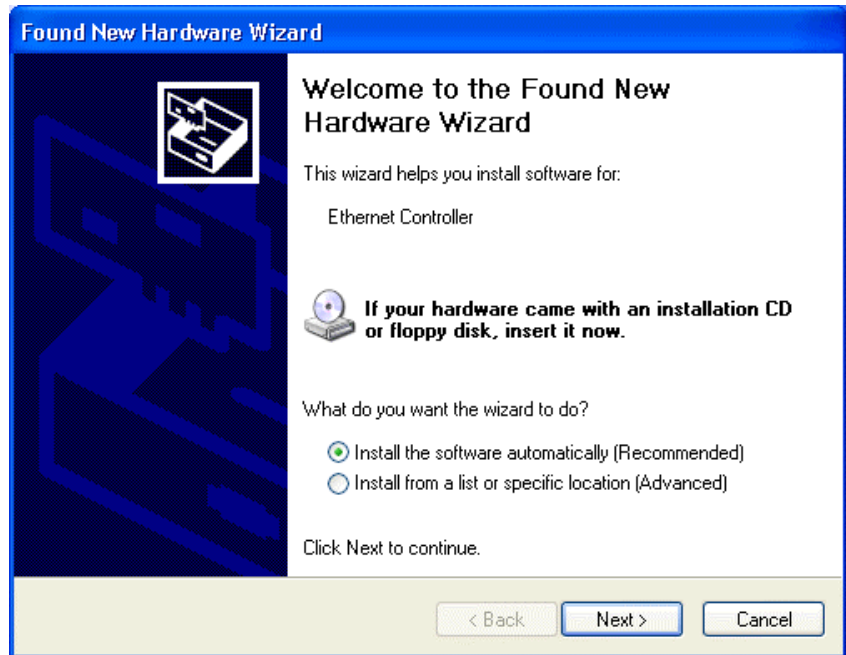 Found New Hardware Wizard
Welcome to the Found New
Hardware Wizard
This wizard helps you install software for:
Ethernet Controller
If your hardware came with an installation CD
or floppy disk, insert it now.
What do you want the wizard to do?
Install the software automatically (Recommended)
Install from a list or specific location (Advanced)
Click Next to continue.
< Back Next > Cancel